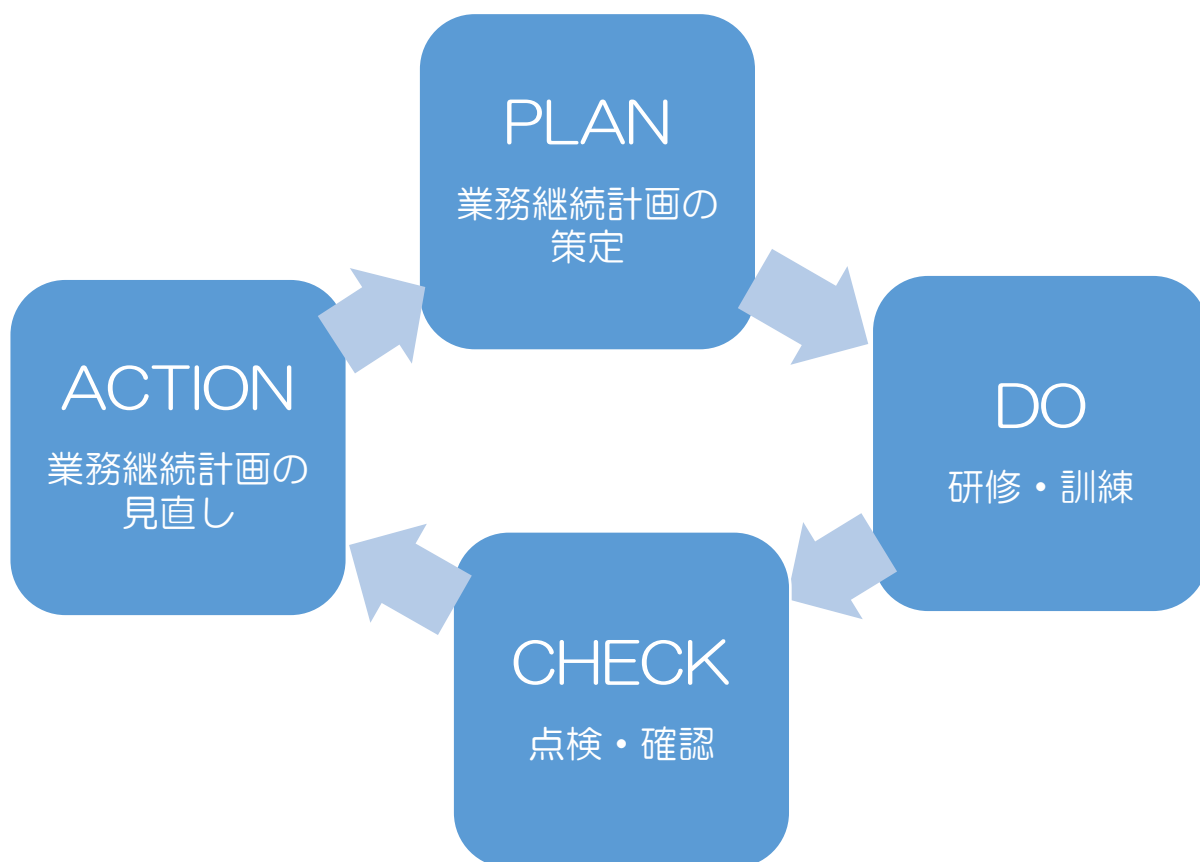 PLAN
業務継続計画の
策定
DO
研修・訓練
CHECK
点検・確認
ACTION
業務継続計画の
見直し